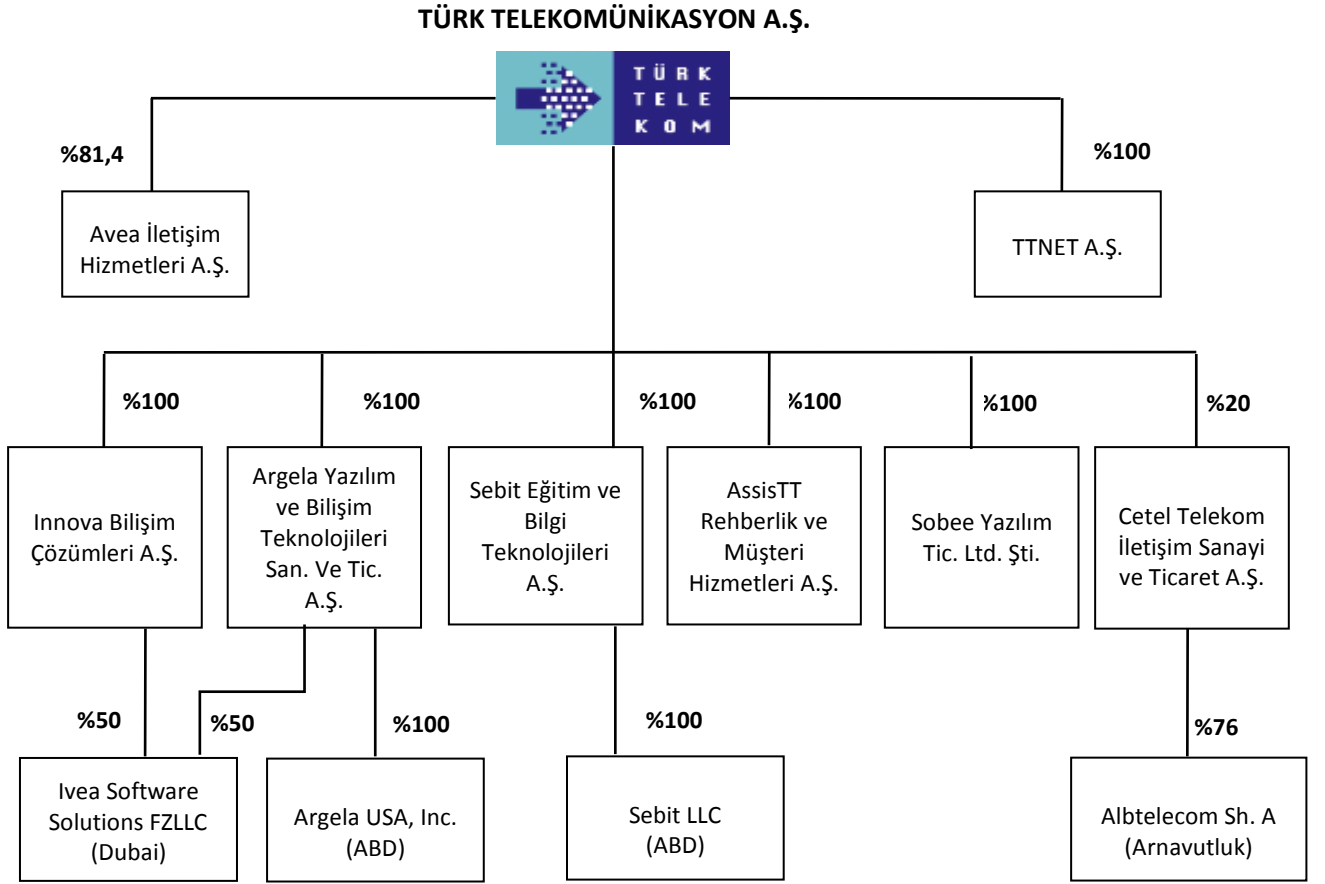 TÜRK TELEKOMÜNİKASYON A.Ş.
TÜRK
TELE
KOM
%81,4
%100
Avea İletişim
Hizmetleri A.Ş.
TTNET A.Ş.
%100
%100
%100
%100
%100
%20
Innova Bilişim
Çözümleri A.Ş.
Argela Yazılım
ve Bilişim
Teknolojileri
San. Ve Tic.
A.Ş.
Sebit Eğitim ve
Bilgi
Teknolojileri
A.Ş.
AssisTT
Rehberlik ve
Müşteri
Hizmetleri A.Ş.
Sobee Yazılım
Tic. Ltd. Şti.
Cetel Telekom
İletişim Sanayi
ve Ticaret A.Ş.
%50
%50
%100
%100
%76
Ivea Software
Solutions FZLLC
(Dubai)
Argela USA, Inc.
(ABD)
Sebit LLC
(ABD)
Albtelecom Sh. A
(Arnavutluk)